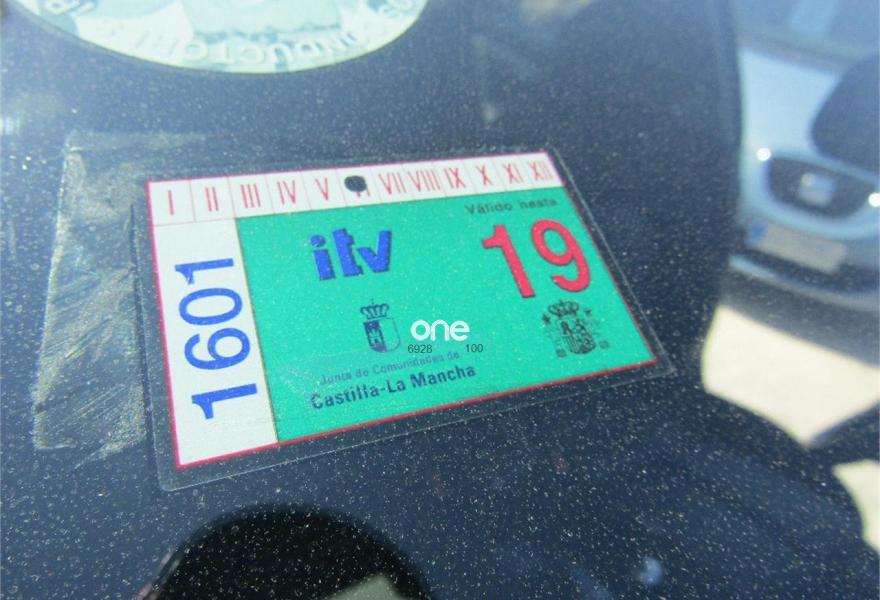 CONDUCTORES
I II III IV V VII VIII IX X XI XII
Válido hasta
itv 19
1601
one
6928 100
Junta de Comunidades de
Castilla-La Mancha